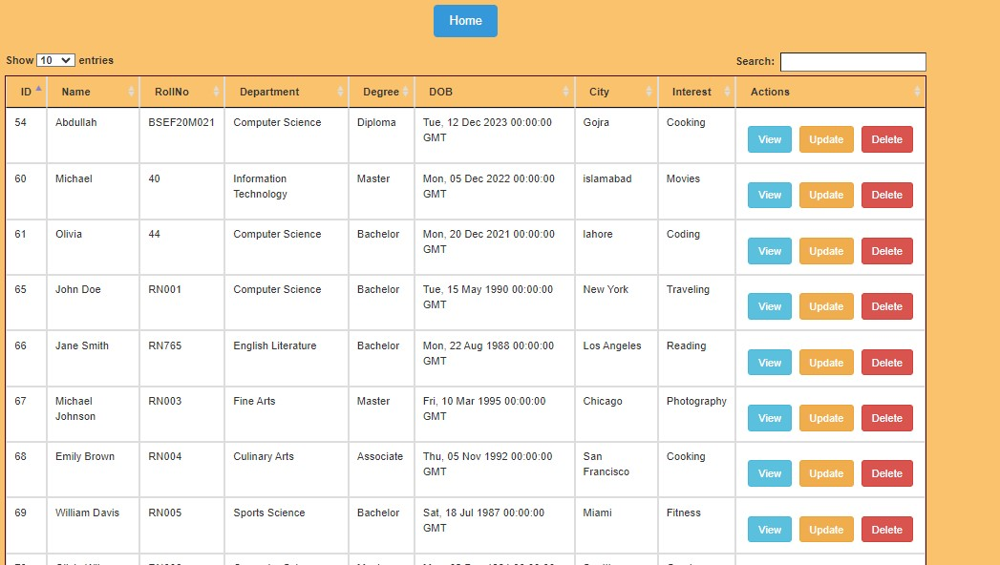 Home
Show 10 entries
Search:
ID Name RollNo Department Degree DOB City Interest Actions
54 Abdullah BSEF20M021 Computer Science Diploma Tue, 12 Dec 2023 00:00:00 GMT Gojra Cooking View Update Delete
60 Michael 40 Information Technology Master Mon, 05 Dec 2022 00:00:00 GMT islamabad Movies View Update Delete
61 Olivia 44 Computer Science Bachelor Mon, 20 Dec 2021 00:00:00 GMT lahore Coding View Update Delete
65 John Doe RN001 Computer Science Bachelor Tue, 15 May 1990 00:00:00 GMT New York Traveling View Update Delete
66 Jane Smith RN765 English Literature Bachelor Mon, 22 Aug 1988 00:00:00 GMT Los Angeles Reading View Update Delete
67 Michael Johnson RN003 Fine Arts Master Fri, 10 Mar 1995 00:00:00 GMT Chicago Photography View Update Delete
68 Emily Brown RN004 Culinary Arts Associate Thu, 05 Nov 1992 00:00:00 GMT San Francisco Cooking View Update Delete
69 William Davis RN005 Sports Science Bachelor Sat, 18 Jul 1987 00:00:00 GMT Miami Fitness View Update Delete